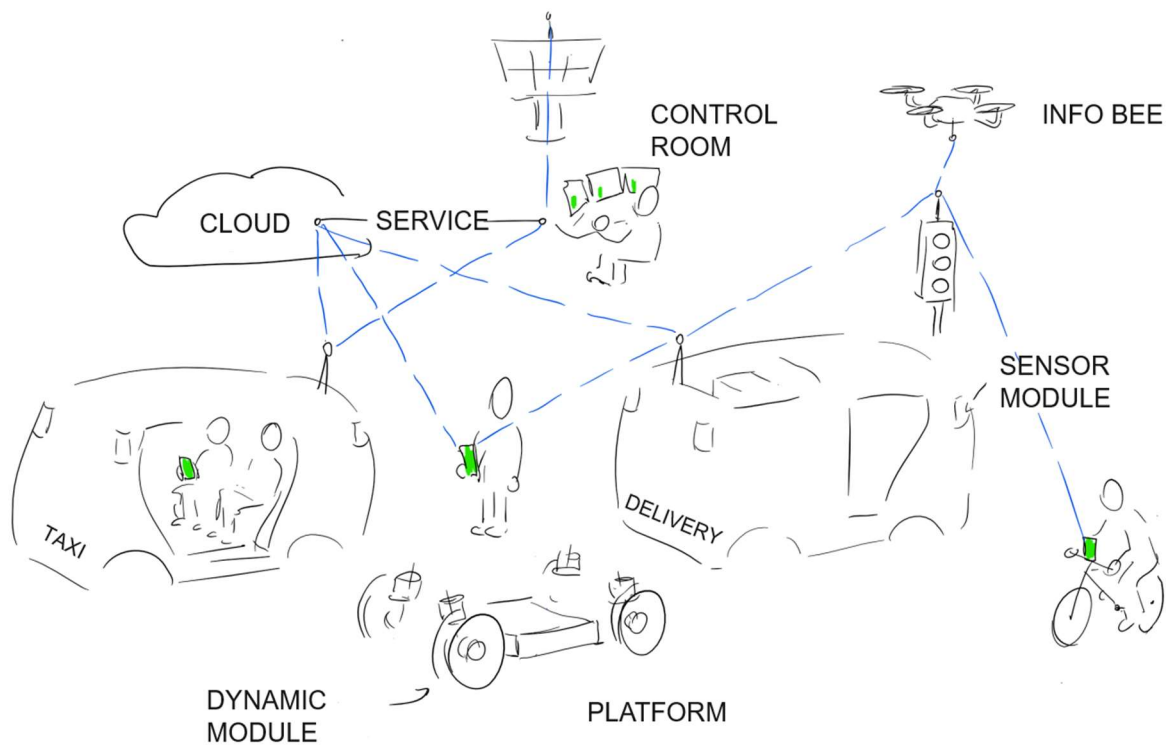 CONTROL
ROOM
INFO BEE
CLOUD
SERVICE
SENSOR
MODULE
TAXI
DELIVERY
DYNAMIC
MODULE
PLATFORM